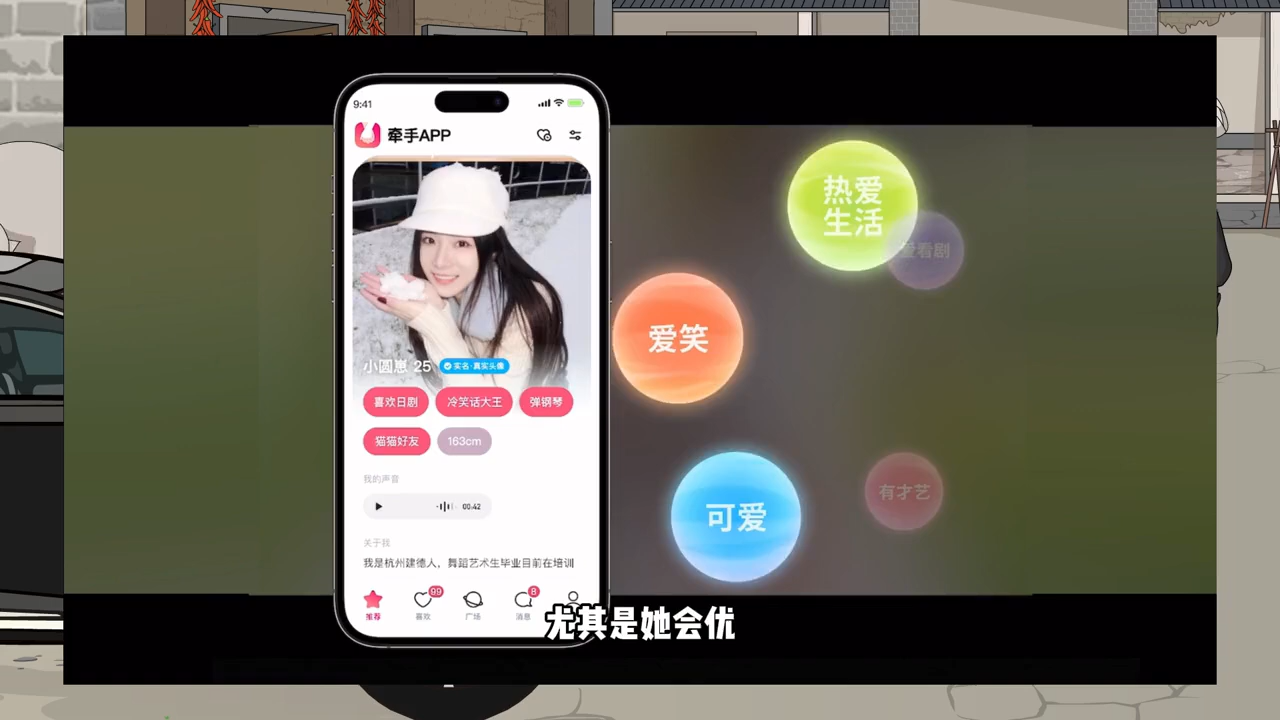 9:41
牵手APP
小圆崽 25
实名·真实头像
喜欢日剧
冷笑话大王
弹钢琴
猫猫好友
163cm
我的声音
00:42
关于我
我是杭州建德人，舞蹈艺术生毕业目前在培训
99
8
推荐
喜欢
广场
消息
热爱
生活
爱看剧
爱笑
可爱
有才艺
尤其是她会优